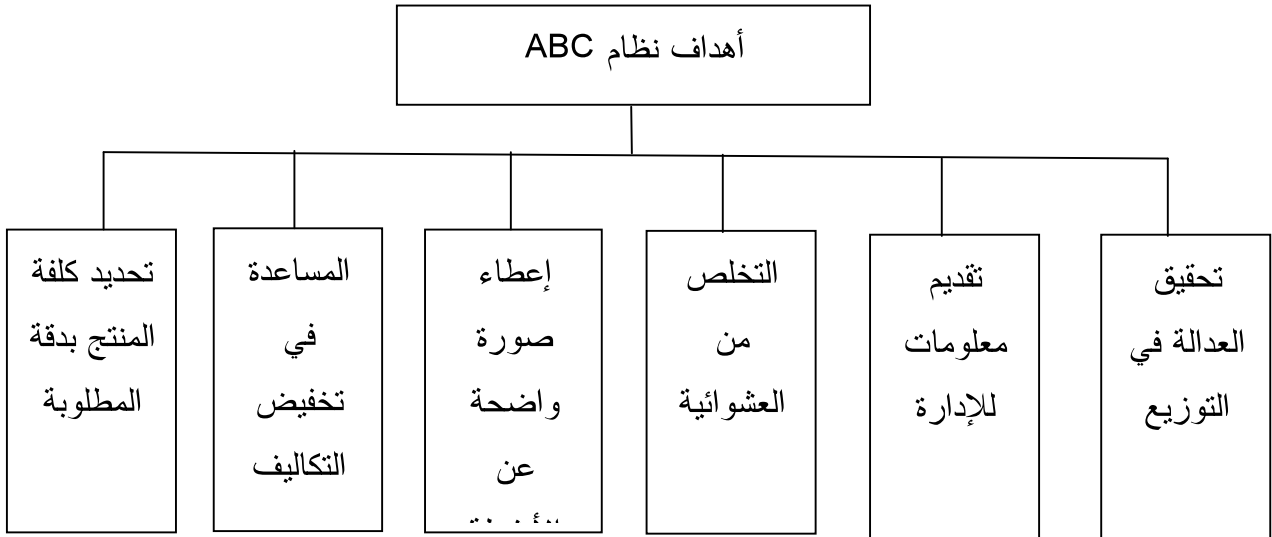 أهداف نظام ABC
تحقيق
العدالة في
التوزيع
تقديم
معلومات
للإدارة
التخلص
من
العشوائية
إعطاء
صورة
واضحة
عن
المساعدة
في
تخفيض
التكاليف
تحديد كلفة
المنتج بدقة
المطلوبة